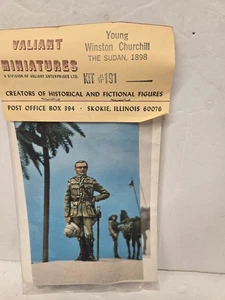 VALIANT
MINIATURES
A DIVISION OF VALIANT ENTERPRISES LTD.
Young
Winston Churchill
THE SUDAN, 1898
KIT #191
CREATORS OF HISTORICAL AND FICTIONAL FIGURES
POST OFFICE BOX 394 · SKOKIE, ILLINOIS 60076